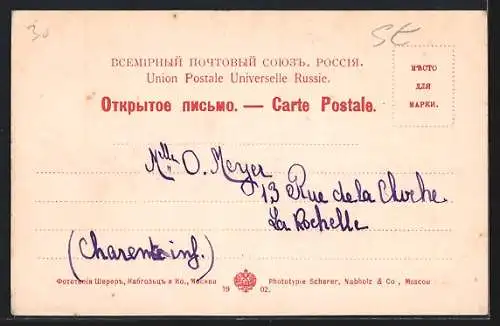 30
St
ВСЕМІРНЫЙ ПОЧТОВЫЙ СОЮЗЪ. РОССІЯ.
Union Postale Universelle Russie.
Открытое письмо. — Carte Postale.
МѢСТО
ДЛЯ
МАРКИ.
Mlle O. Meyer
13 Rue de la Cloche
La Rochelle
(Charente inf.)
Фототипія Шереръ, Набгольцъ и Ко., Москва
19 02.
Phototypie Scherer, Nabholz & Co., Moscou